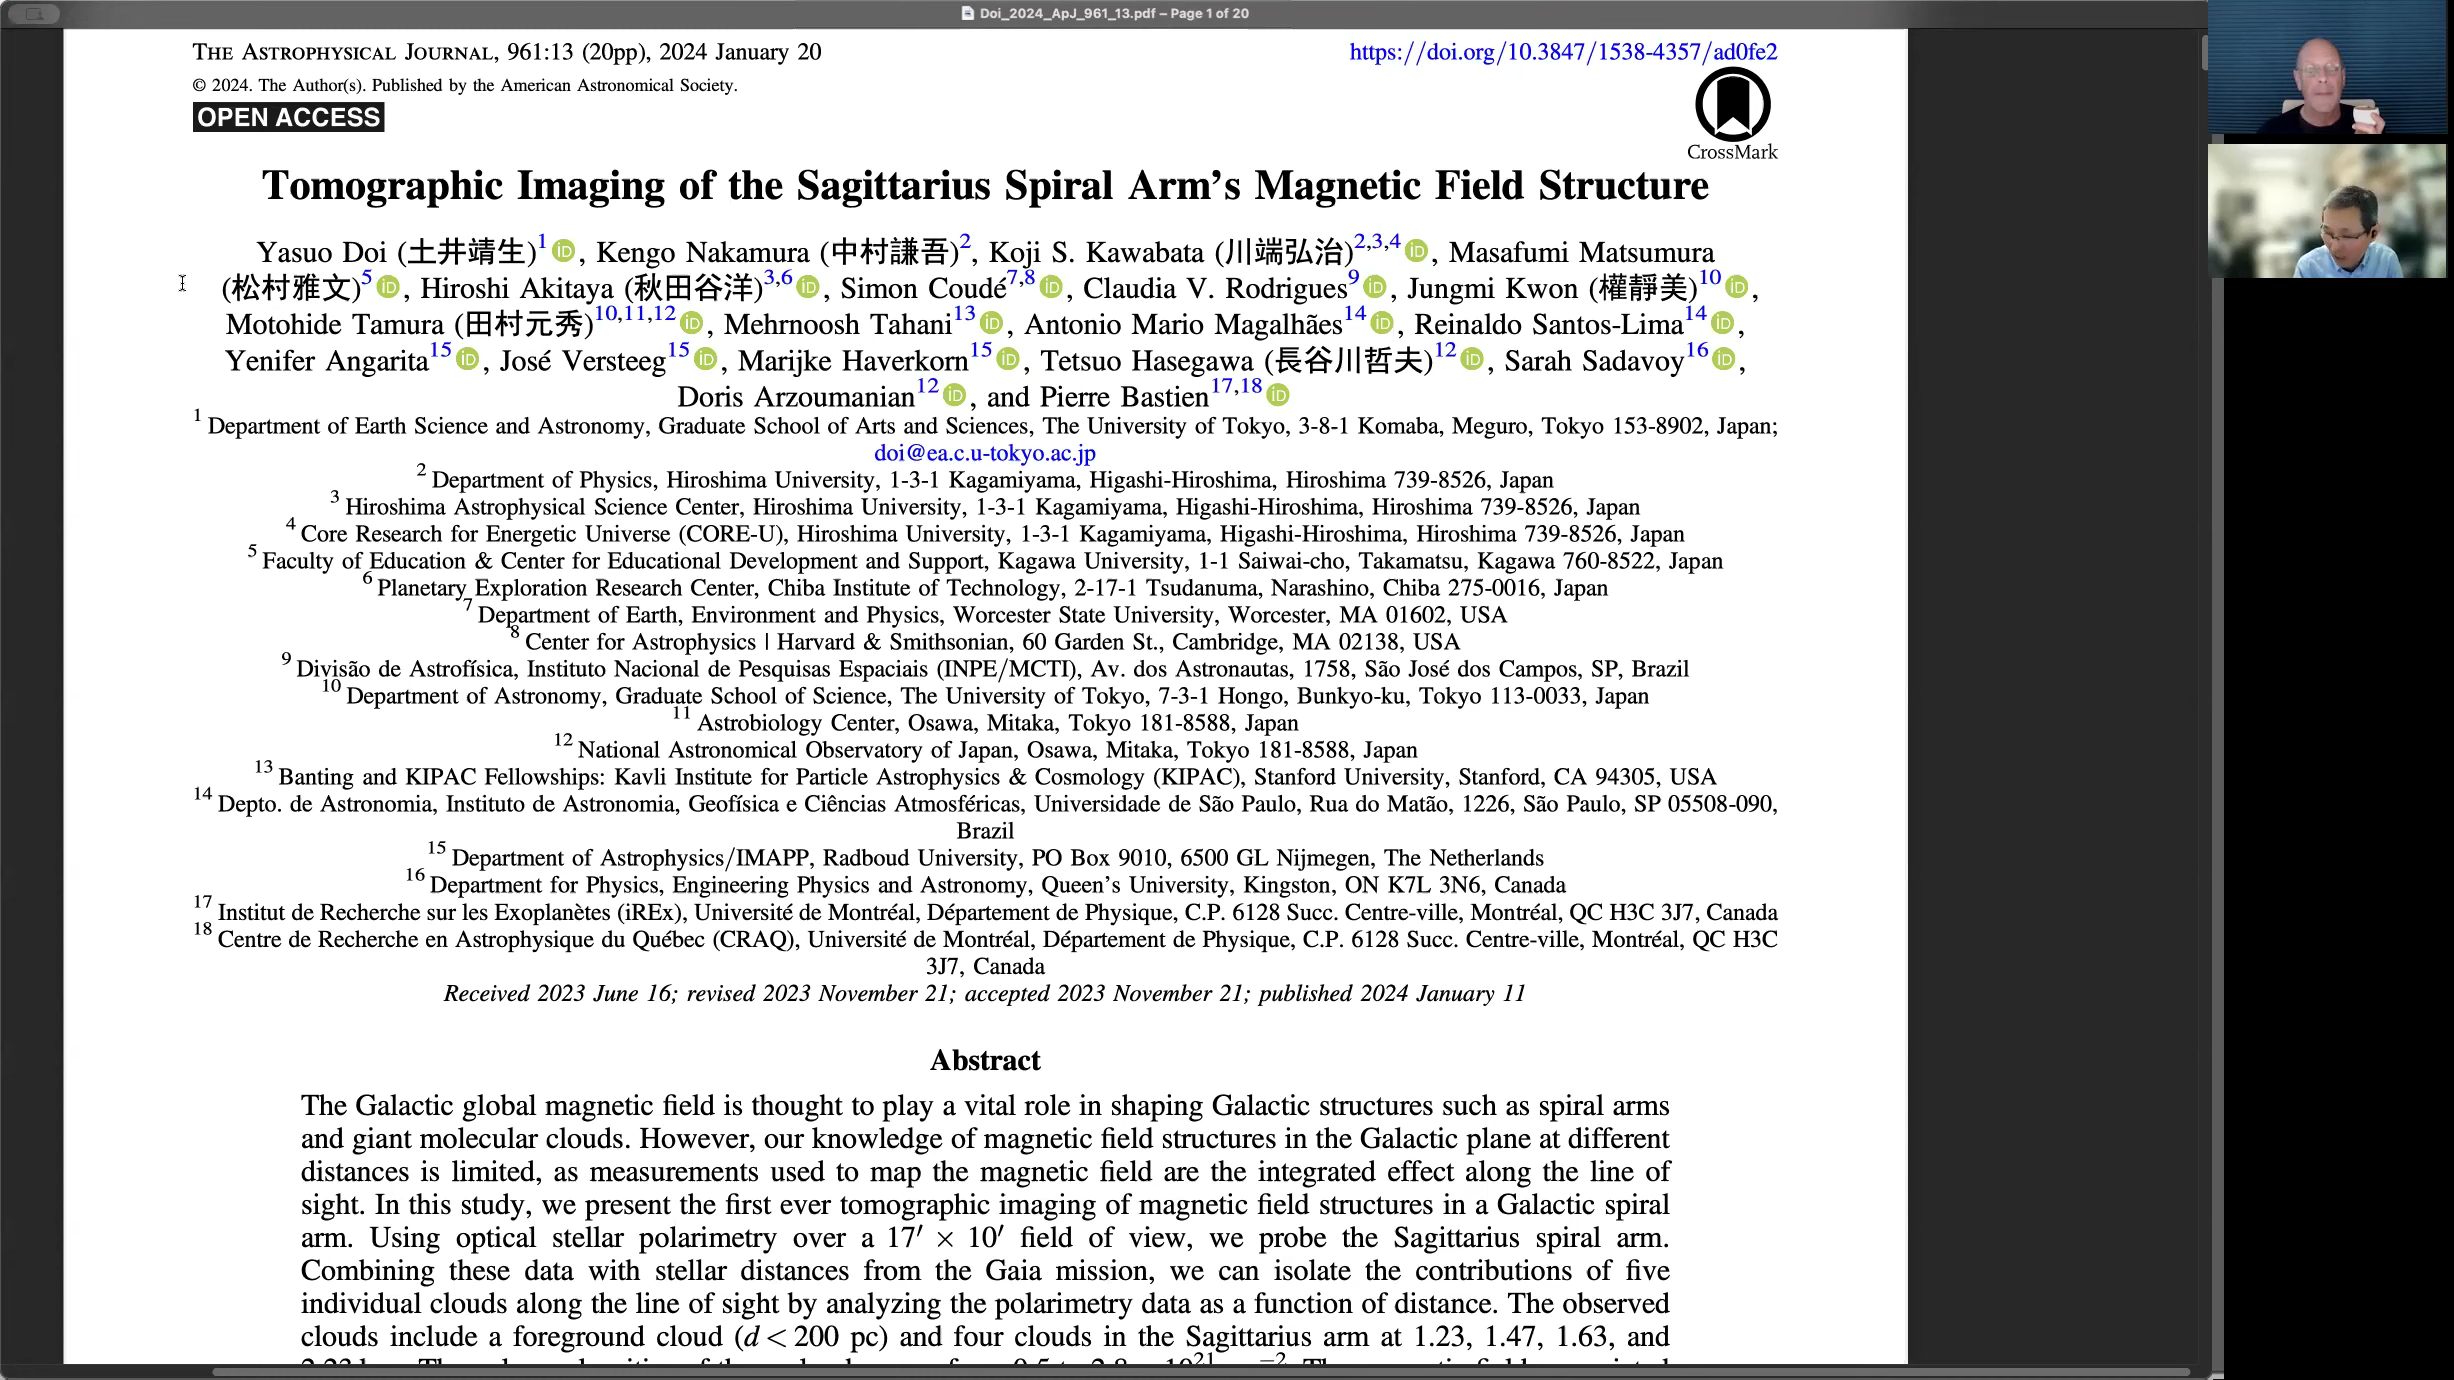 Doi_2024_ApJ_961_13.pdf – Page 1 of 20
THE ASTROPHYSICAL JOURNAL, 961:13 (20pp), 2024 January 20
https://doi.org/10.3847/1538-4357/ad0fe2
© 2024. The Author(s). Published by the American Astronomical Society.
OPEN ACCESS
CrossMark
Tomographic Imaging of the Sagittarius Spiral Arm's Magnetic Field Structure
Yasuo Doi (土井靖生)1 iD, Kengo Nakamura (中村謙吾)2, Koji S. Kawabata (川端弘治)2,3,4 iD, Masafumi Matsumura
(松村雅文)5 iD, Hiroshi Akitaya (秋田谷洋)3,6 iD, Simon Coudé7,8 iD, Claudia V. Rodrigues9 iD, Jungmi Kwon (權靜美)10 iD,
Motohide Tamura (田村元秀)10,11,12 iD, Mehrnoosh Tahani13 iD, Antonio Mario Magalhães14 iD, Reinaldo Santos-Lima14 iD,
Yenifer Angarita15 iD, José Versteeg15 iD, Marijke Haverkorn15 iD, Tetsuo Hasegawa (長谷川哲夫)12 iD, Sarah Sadavoy16 iD,
Doris Arzoumanian12 iD, and Pierre Bastien17,18 iD
1 Department of Earth Science and Astronomy, Graduate School of Arts and Sciences, The University of Tokyo, 3-8-1 Komaba, Meguro, Tokyo 153-8902, Japan;
doi@ea.c.u-tokyo.ac.jp
2 Department of Physics, Hiroshima University, 1-3-1 Kagamiyama, Higashi-Hiroshima, Hiroshima 739-8526, Japan
3 Hiroshima Astrophysical Science Center, Hiroshima University, 1-3-1 Kagamiyama, Higashi-Hiroshima, Hiroshima 739-8526, Japan
4 Core Research for Energetic Universe (CORE-U), Hiroshima University, 1-3-1 Kagamiyama, Higashi-Hiroshima, Hiroshima 739-8526, Japan
5 Faculty of Education & Center for Educational Development and Support, Kagawa University, 1-1 Saiwai-cho, Takamatsu, Kagawa 760-8522, Japan
6 Planetary Exploration Research Center, Chiba Institute of Technology, 2-17-1 Tsudanuma, Narashino, Chiba 275-0016, Japan
7 Department of Earth, Environment and Physics, Worcester State University, Worcester, MA 01602, USA
8 Center for Astrophysics | Harvard & Smithsonian, 60 Garden St., Cambridge, MA 02138, USA
9 Divisão de Astrofísica, Instituto Nacional de Pesquisas Espaciais (INPE/MCTI), Av. dos Astronautas, 1758, São José dos Campos, SP, Brazil
10 Department of Astronomy, Graduate School of Science, The University of Tokyo, 7-3-1 Hongo, Bunkyo-ku, Tokyo 113-0033, Japan
11 Astrobiology Center, Osawa, Mitaka, Tokyo 181-8588, Japan
12 National Astronomical Observatory of Japan, Osawa, Mitaka, Tokyo 181-8588, Japan
13 Banting and KIPAC Fellowships: Kavli Institute for Particle Astrophysics & Cosmology (KIPAC), Stanford University, Stanford, CA 94305, USA
14 Depto. de Astronomia, Instituto de Astronomia, Geofísica e Ciências Atmosféricas, Universidade de São Paulo, Rua do Matão, 1226, São Paulo, SP 05508-090,
Brazil
15 Department of Astrophysics/IMAPP, Radboud University, PO Box 9010, 6500 GL Nijmegen, The Netherlands
16 Department for Physics, Engineering Physics and Astronomy, Queen's University, Kingston, ON K7L 3N6, Canada
17 Institut de Recherche sur les Exoplanètes (iREx), Université de Montréal, Département de Physique, C.P. 6128 Succ. Centre-ville, Montréal, QC H3C 3J7, Canada
18 Centre de Recherche en Astrophysique du Québec (CRAQ), Université de Montréal, Département de Physique, C.P. 6128 Succ. Centre-ville, Montréal, QC H3C
3J7, Canada
Received 2023 June 16; revised 2023 November 21; accepted 2023 November 21; published 2024 January 11
Abstract
The Galactic global magnetic field is thought to play a vital role in shaping Galactic structures such as spiral arms
and giant molecular clouds. However, our knowledge of magnetic field structures in the Galactic plane at different
distances is limited, as measurements used to map the magnetic field are the integrated effect along the line of
sight. In this study, we present the first ever tomographic imaging of magnetic field structures in a Galactic spiral
arm. Using optical stellar polarimetry over a 17′ × 10′ field of view, we probe the Sagittarius spiral arm.
Combining these data with stellar distances from the Gaia mission, we can isolate the contributions of five
individual clouds along the line of sight by analyzing the polarimetry data as a function of distance. The observed
clouds include a foreground cloud (d < 200 pc) and four clouds in the Sagittarius arm at 1.23, 1.47, 1.63, and